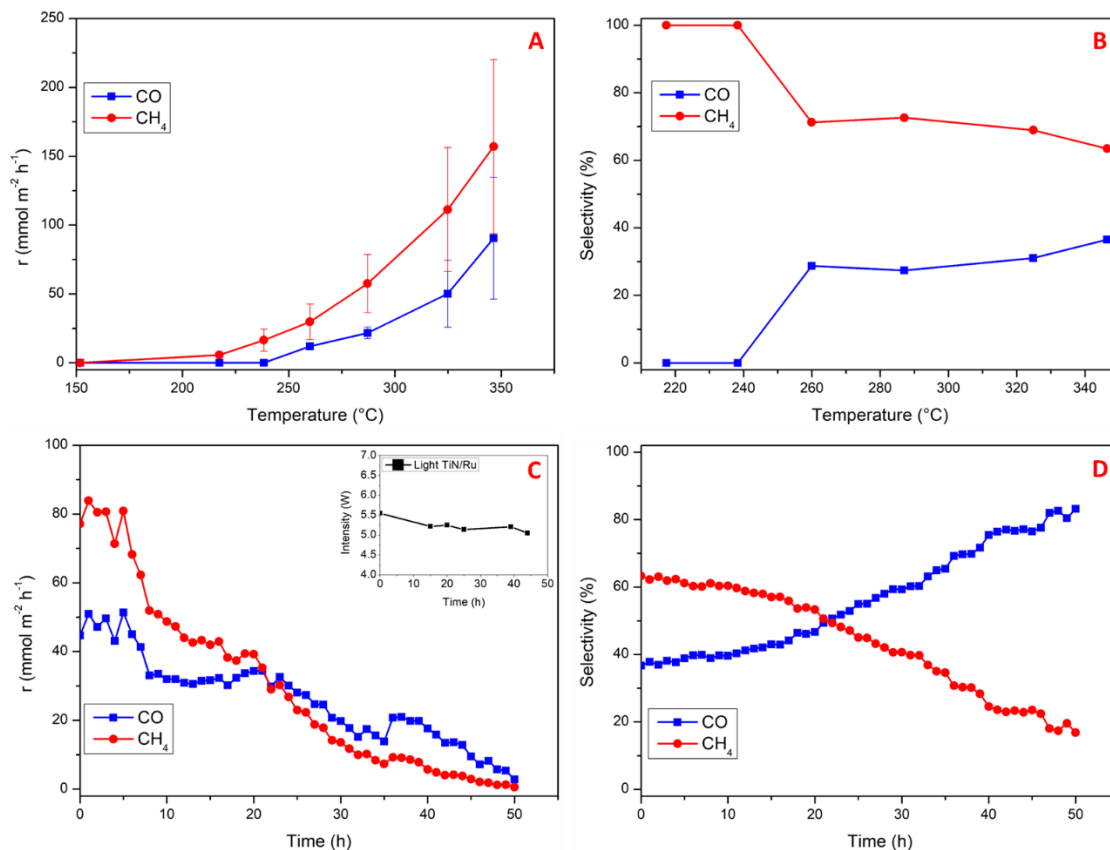 A
250
200
150
100
50
0
r (mmol m⁻² h⁻¹)
CO
CH₄
150 200 250 300 350
Temperature (°C)
B
100
80
60
40
20
0
Selectivity (%)
CO
CH₄
220 240 260 280 300 320 340
Temperature (°C)
C
100
80
60
40
20
0
r (mmol m⁻² h⁻¹)
7.0
6.5
6.0
5.5
5.0
4.5
4.0
Intensity (W)
Light TiN/Ru
0 10 20 30 40 50
Time (h)
CO
CH₄
0 10 20 30 40 50
Time (h)
D
80
60
40
20
0
Selectivity (%)
CO
CH₄
0 10 20 30 40 50
Time (h)